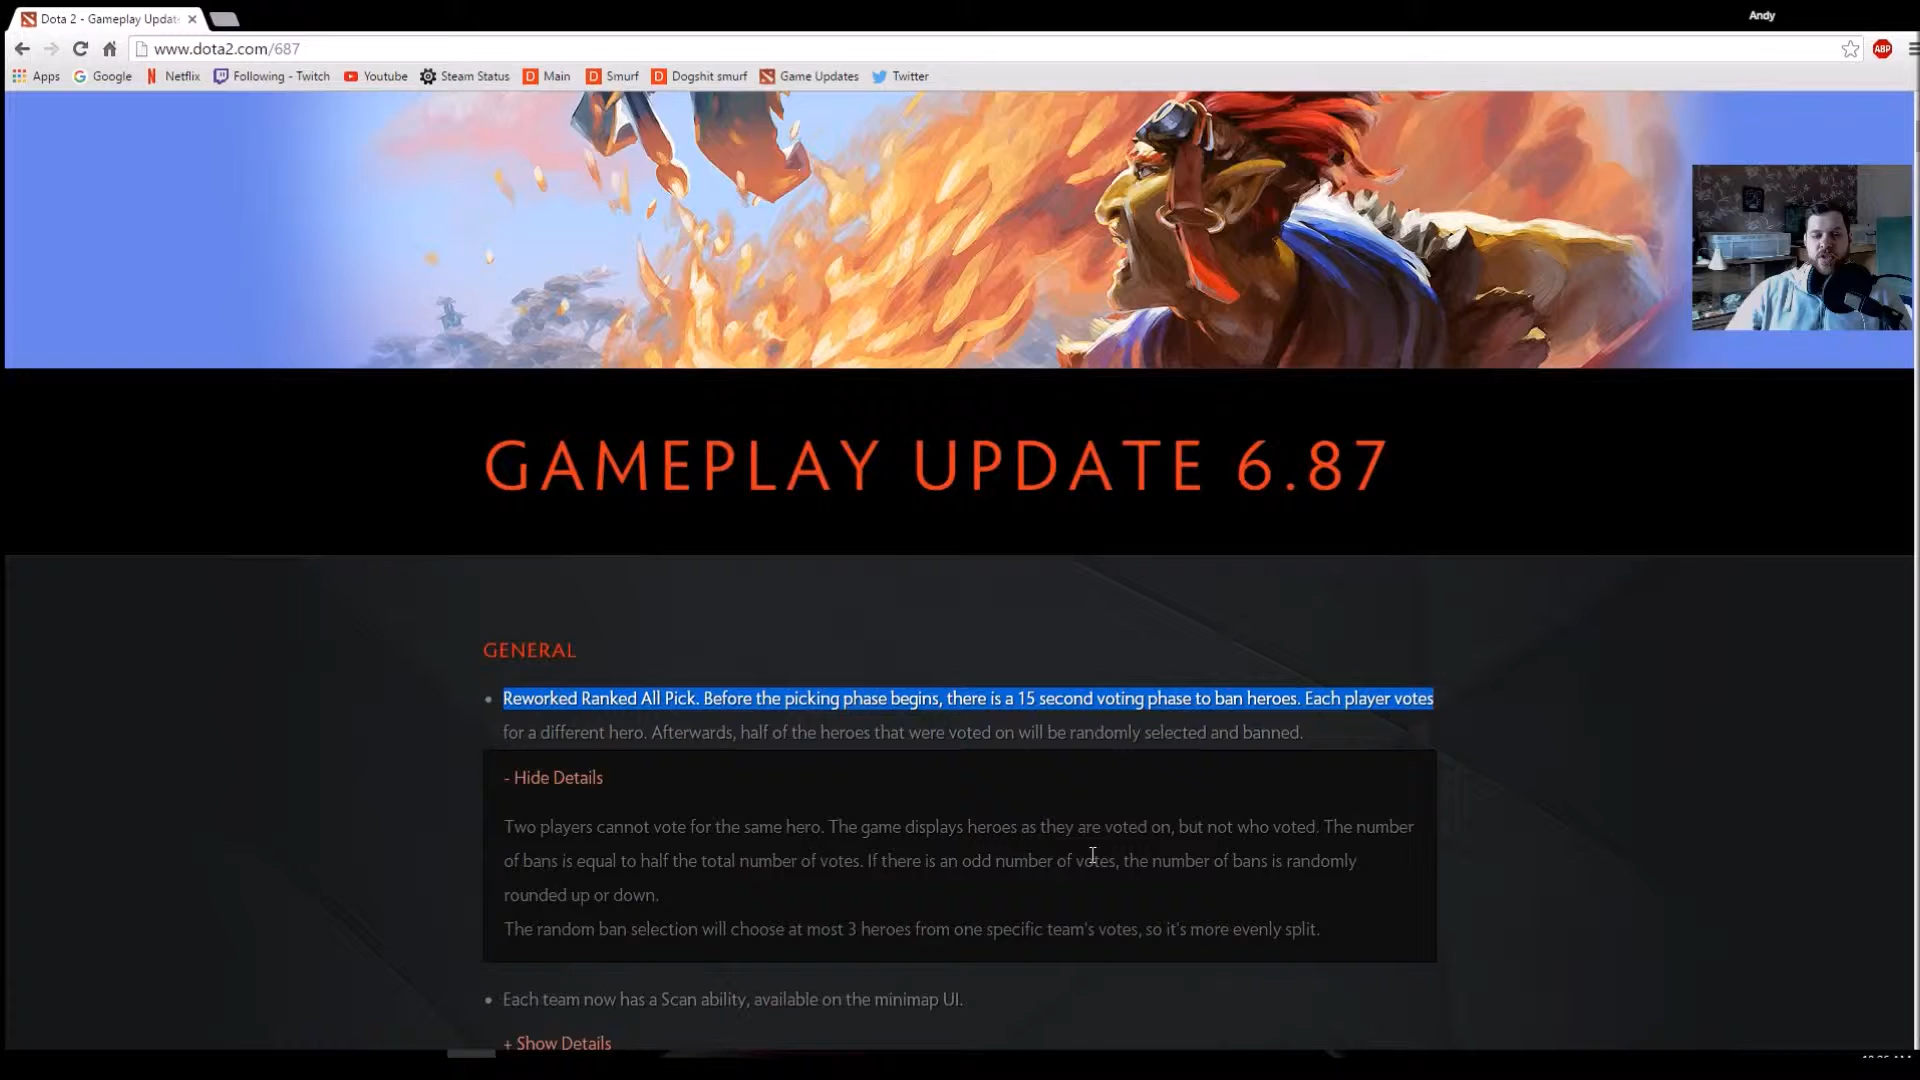 Dota 2 - Gameplay Updat
Andy
www.dota2.com/687
ABP
Apps Google Netflix Following - Twitch Youtube Steam Status Main Smurf Dogshit smurf Game Updates Twitter
GAMEPLAY UPDATE 6.87
GENERAL
Reworked Ranked All Pick. Before the picking phase begins, there is a 15 second voting phase to ban heroes. Each player votes
for a different hero. Afterwards, half of the heroes that were voted on will be randomly selected and banned.
- Hide Details
Two players cannot vote for the same hero. The game displays heroes as they are voted on, but not who voted. The number
of bans is equal to half the total number of votes. If there is an odd number of votes, the number of bans is randomly
rounded up or down.
The random ban selection will choose at most 3 heroes from one specific team's votes, so it's more evenly split.
Each team now has a Scan ability, available on the minimap UI.
+ Show Details